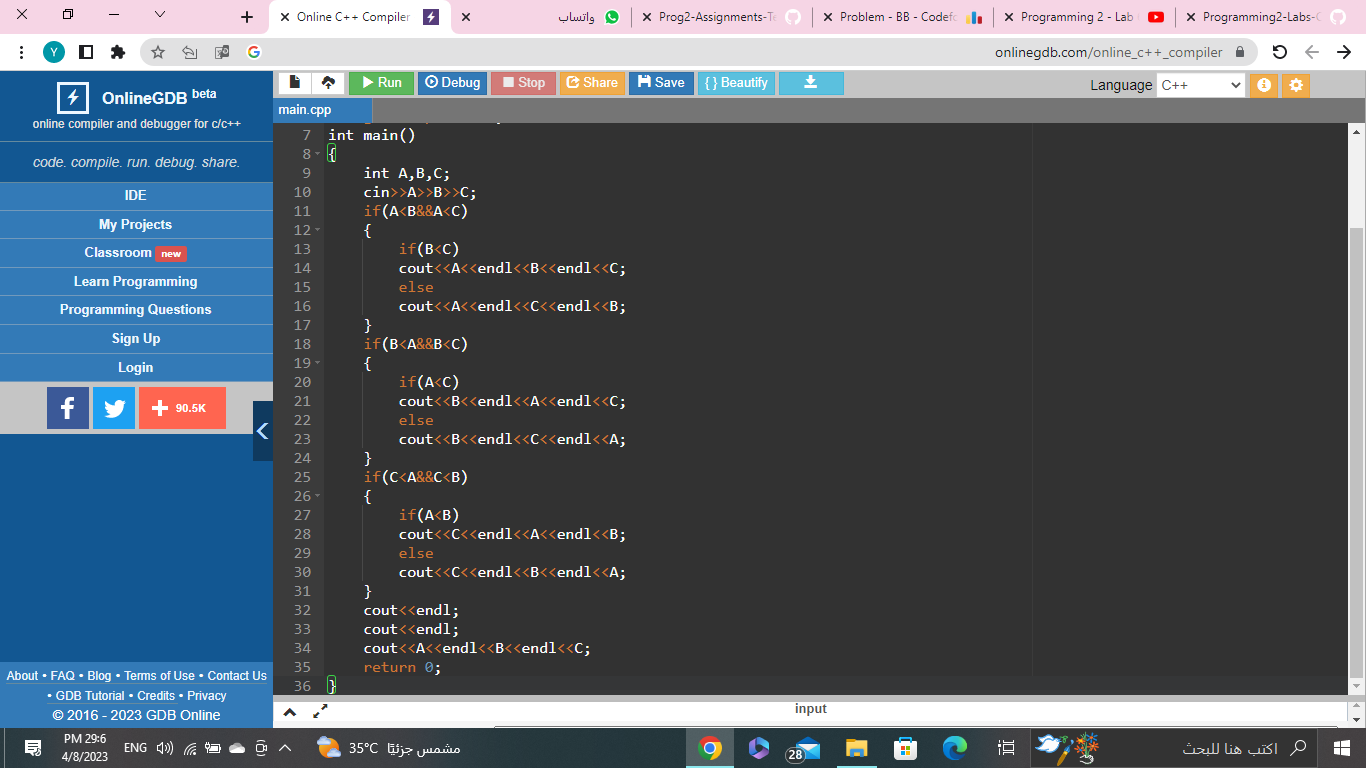 Online C++ Compiler
واتساب
Prog2-Assignments-Te
Problem - BB - Codefo
Programming 2 - Lab
Programming2-Labs-C
Y
onlinegdb.com/online_c++_compiler
OnlineGDB beta
online compiler and debugger for c/c++
code. compile. run. debug. share.
IDE
My Projects
Classroom new
Learn Programming
Programming Questions
Sign Up
Login
90.5K
About • FAQ • Blog • Terms of Use • Contact Us
• GDB Tutorial • Credits • Privacy
© 2016 - 2023 GDB Online
Run Debug Stop Share Save { } Beautify
Language C++
main.cpp
7 int main()
8 {
9 int A,B,C;
10 cin>>A>>B>>C;
11 if(A<B&&A<C)
12 {
13 if(B<C)
14 cout<<A<<endl<<B<<endl<<C;
15 else
16 cout<<A<<endl<<C<<endl<<B;
17 }
18 if(B<A&&B<C)
19 {
20 if(A<C)
21 cout<<B<<endl<<A<<endl<<C;
22 else
23 cout<<B<<endl<<C<<endl<<A;
24 }
25 if(C<A&&C<B)
26 {
27 if(A<B)
28 cout<<C<<endl<<A<<endl<<B;
29 else
30 cout<<C<<endl<<B<<endl<<A;
31 }
32 cout<<endl;
33 cout<<endl;
34 cout<<A<<endl<<B<<endl<<C;
35 return 0;
36 }
input
PM 29:6
4/8/2023
ENG
35°C مشمس جزئيًا
28
اكتب هنا للبحث